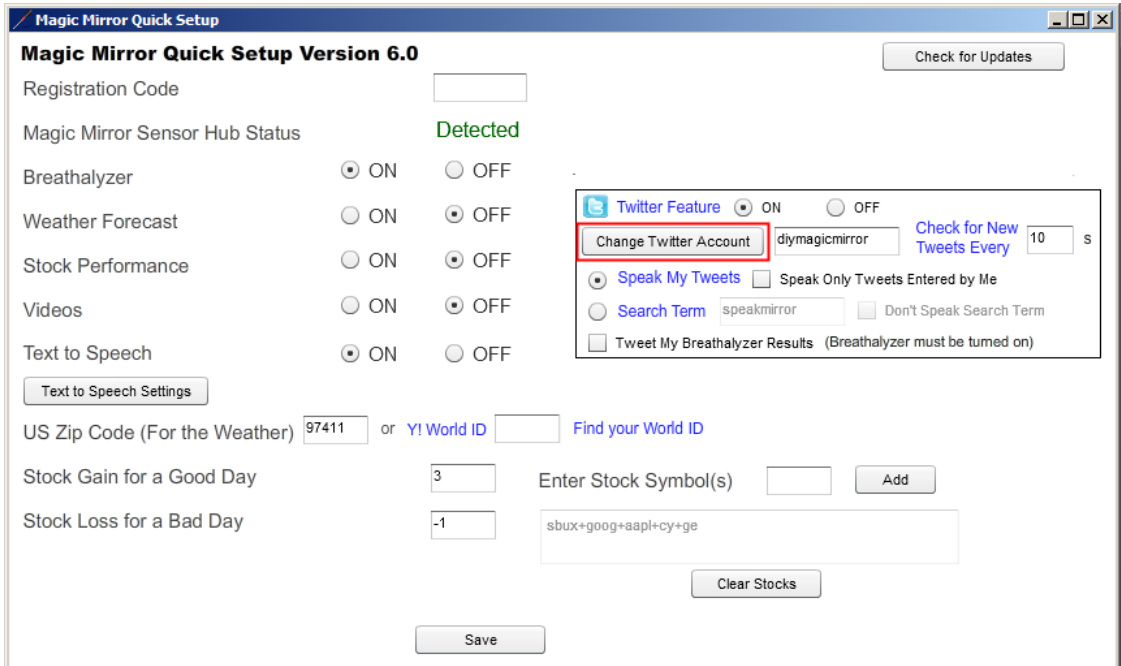 Magic Mirror Quick Setup
Magic Mirror Quick Setup Version 6.0
Check for Updates
Registration Code
Magic Mirror Sensor Hub Status Detected
Breathalyzer ON OFF
Weather Forecast ON OFF
Stock Performance ON OFF
Videos ON OFF
Text to Speech ON OFF
Twitter Feature ON OFF
Change Twitter Account diymagicmirror Check for New
Tweets Every 10 s
Speak My Tweets Speak Only Tweets Entered by Me
Search Term speakmirror Don't Speak Search Term
Tweet My Breathalyzer Results (Breathalyzer must be turned on)
Text to Speech Settings
US Zip Code (For the Weather) 97411 or Y! World ID Find your World ID
Stock Gain for a Good Day 3 Enter Stock Symbol(s) Add
Stock Loss for a Bad Day -1 sbux+goog+aapl+cy+ge
Clear Stocks
Save